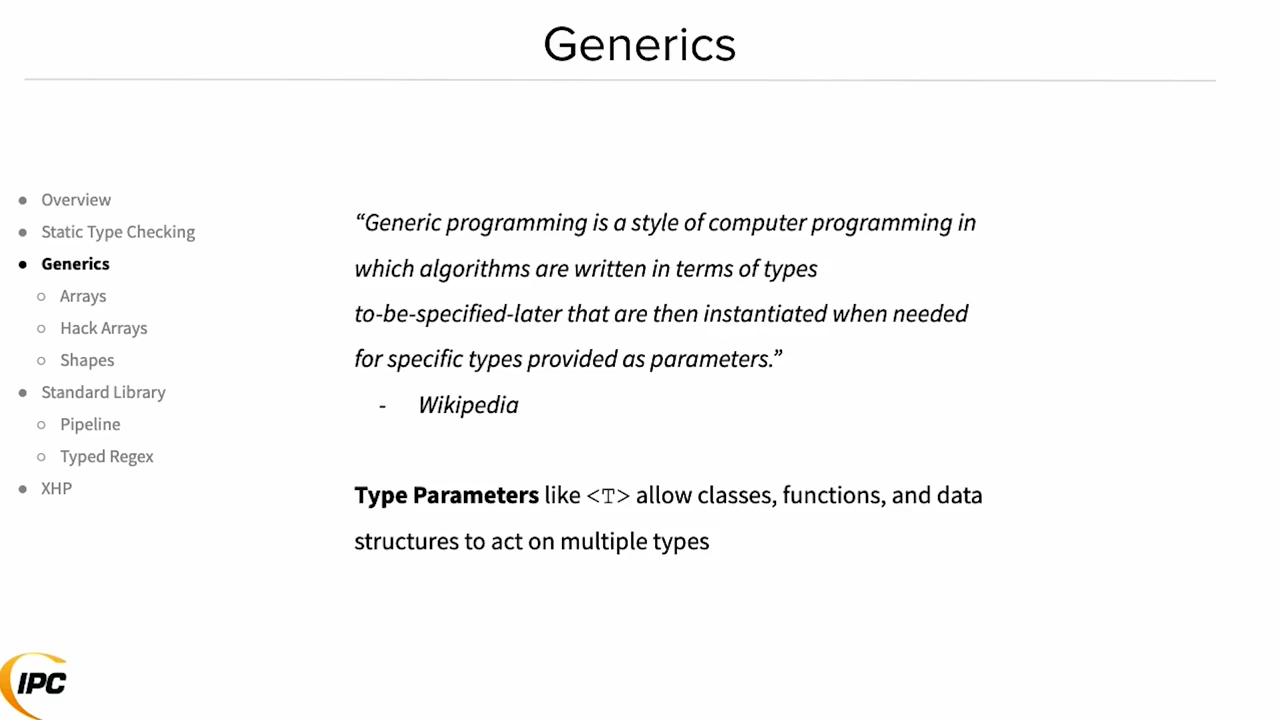 Generics
● Overview
● Static Type Checking
● Generics
○ Arrays
○ Hack Arrays
○ Shapes
● Standard Library
○ Pipeline
○ Typed Regex
● XHP
“Generic programming is a style of computer programming in
which algorithms are written in terms of types
to-be-specified-later that are then instantiated when needed
for specific types provided as parameters.”
- Wikipedia
Type Parameters like <T> allow classes, functions, and data
structures to act on multiple types
IPC